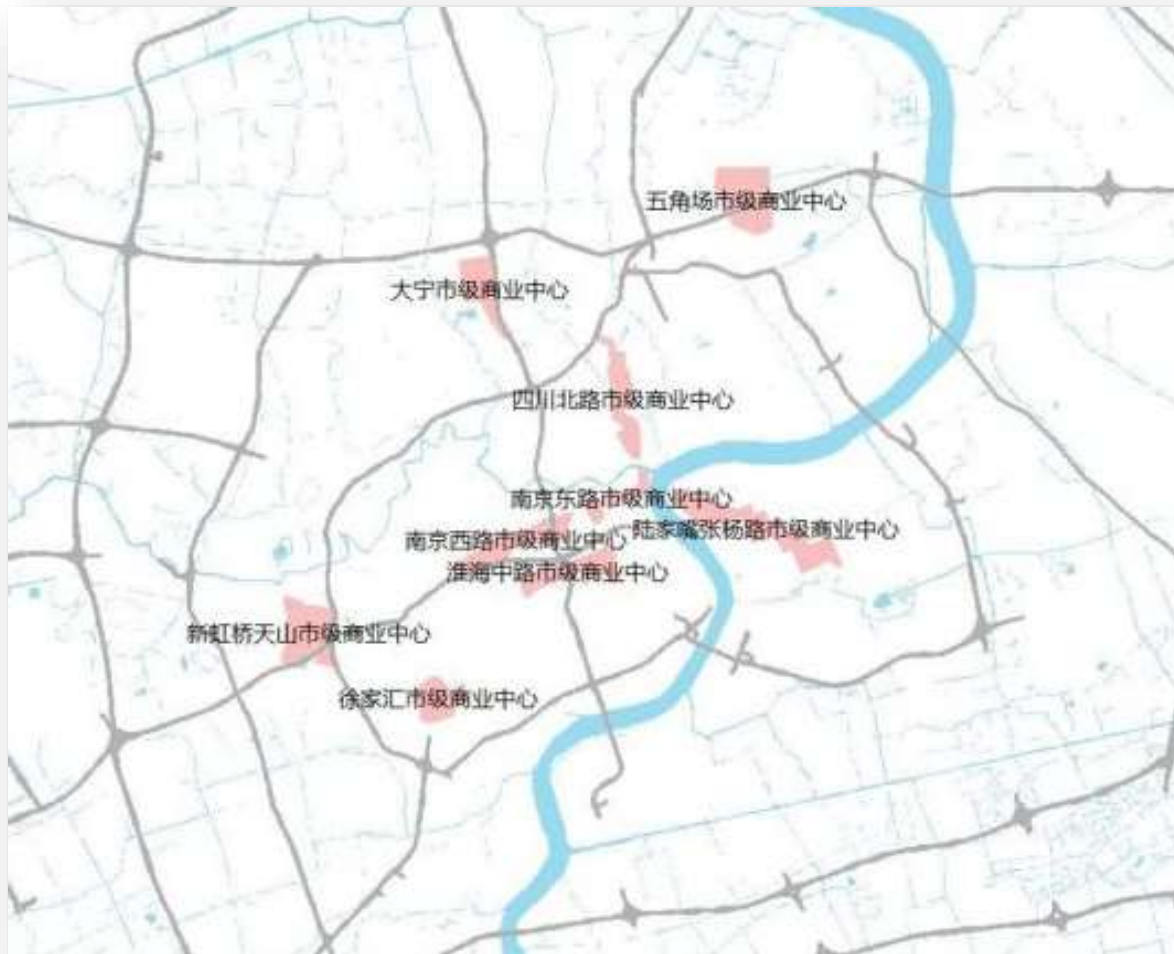 五角场市级商业中心
大宁市级商业中心
四川北路市级商业中心
南京东路市级商业中心
陆家嘴张杨路市级商业中心
南京西路市级商业中心
淮海中路市级商业中心
新虹桥天山市级商业中心
徐家汇市级商业中心